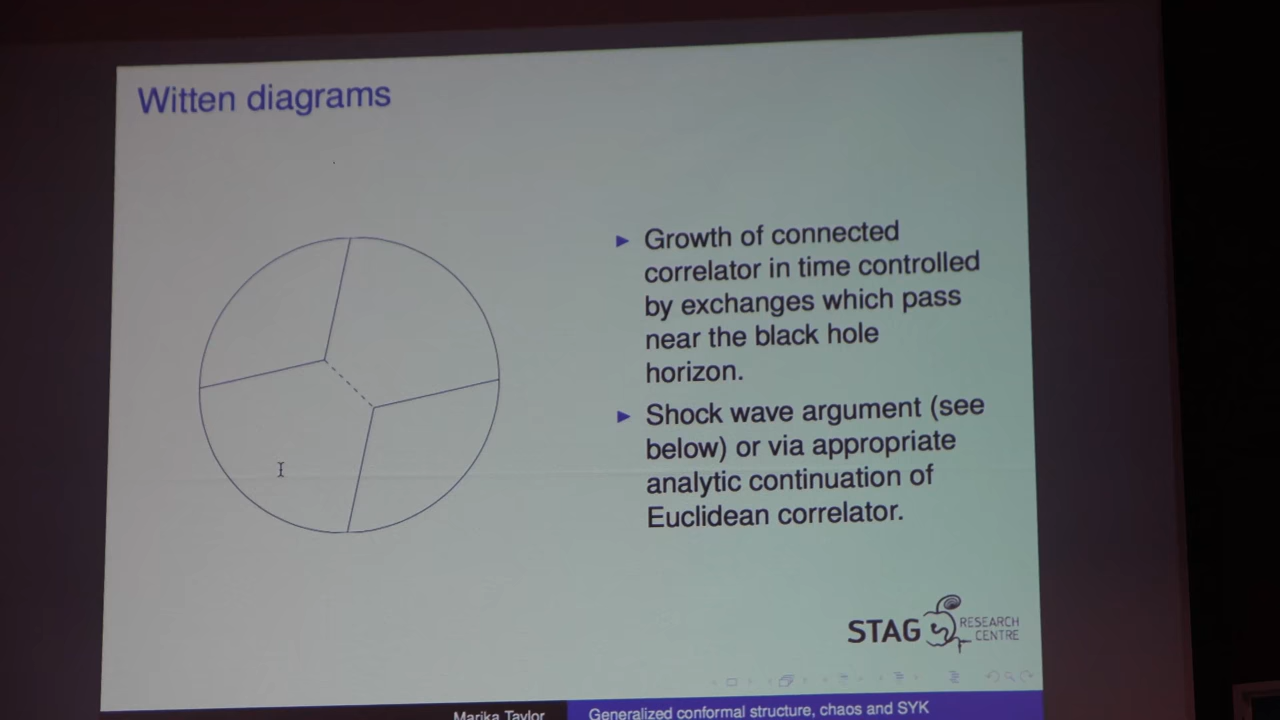 Witten diagrams
Growth of connected
correlator in time controlled
by exchanges which pass
near the black hole
horizon.
Shock wave argument (see
below) or via appropriate
analytic continuation of
Euclidean correlator.
STAG RESEARCH
CENTRE
Marika Taylor
Generalized conformal structure, chaos and SYK